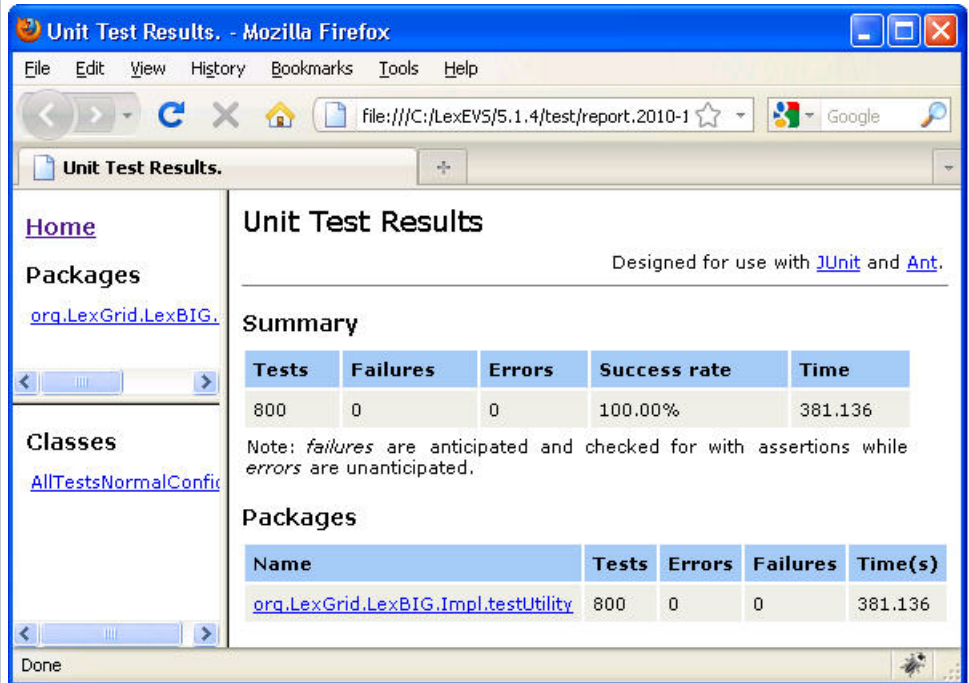 Unit Test Results. - Mozilla Firefox
File Edit View History Bookmarks Tools Help
file:///C:/LexEVS/5.1.4/test/report.2010-1
Google
Unit Test Results.
Home
Packages
org.LexGrid.LexBIG.
Classes
AllTestsNormalConfig
Unit Test Results
Designed for use with JUnit and Ant.
Summary
Tests Failures Errors Success rate Time
800 0 0 100.00% 381.136
Note: failures are anticipated and checked for with assertions while
errors are unanticipated.
Packages
Name Tests Errors Failures Time(s)
org.LexGrid.LexBIG.Impl.testUtility 800 0 0 381.136
Done